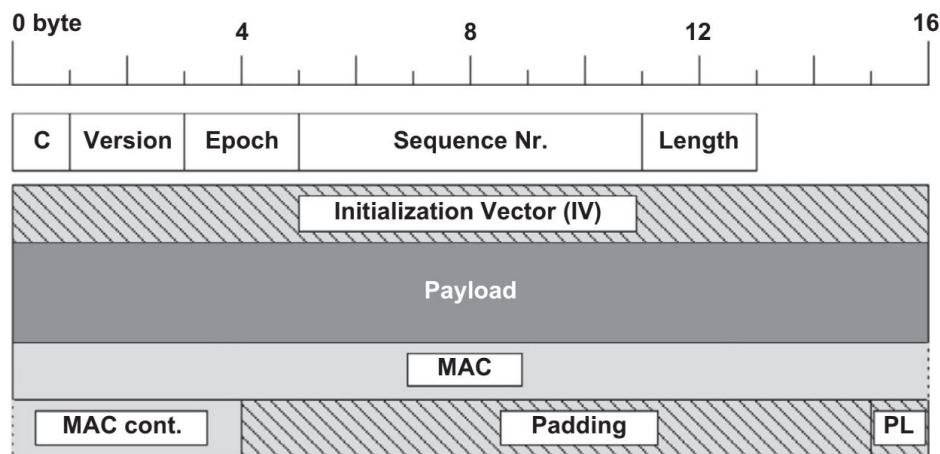 0 byte 4 8 12 16
C Version Epoch Sequence Nr. Length
Initialization Vector (IV)
Payload
MAC
MAC cont. Padding PL